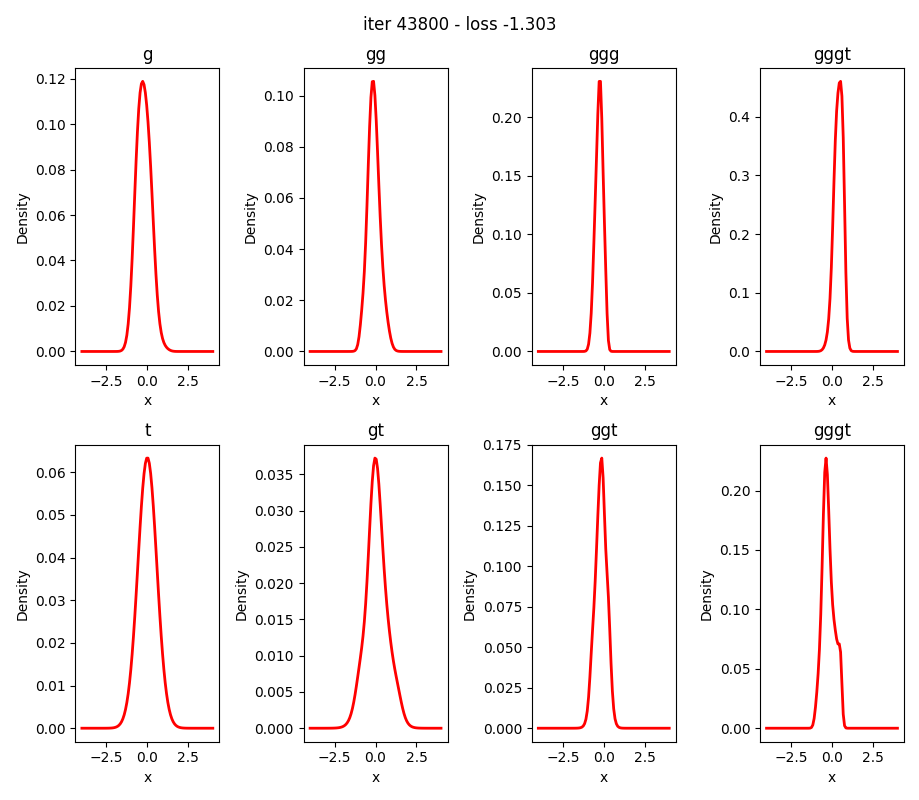 iter 43800 - loss -1.303
g gg ggg gggt
0.12 0.10 0.08 0.06 0.04 0.02 0.00
Density
−2.5 0.0 2.5
x
0.10 0.08 0.06 0.04 0.02 0.00
Density
−2.5 0.0 2.5
x
0.20 0.15 0.10 0.05 0.00
Density
−2.5 0.0 2.5
x
0.4 0.3 0.2 0.1 0.0
Density
−2.5 0.0 2.5
x
t gt ggt gggt
0.06 0.05 0.04 0.03 0.02 0.01 0.00
Density
−2.5 0.0 2.5
x
0.035 0.030 0.025 0.020 0.015 0.010 0.005 0.000
Density
−2.5 0.0 2.5
x
0.175 0.150 0.125 0.100 0.075 0.050 0.025 0.000
Density
−2.5 0.0 2.5
x
0.20 0.15 0.10 0.05 0.00
Density
−2.5 0.0 2.5
x